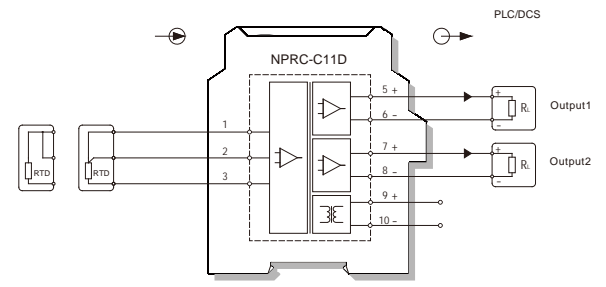 PLC/DCS
NPRC-C11D
5 +
6 –
+
RL
–
Output1
1
2
3
RTD
RTD
7 +
8 –
+
RL
–
Output2
9 +
10 –